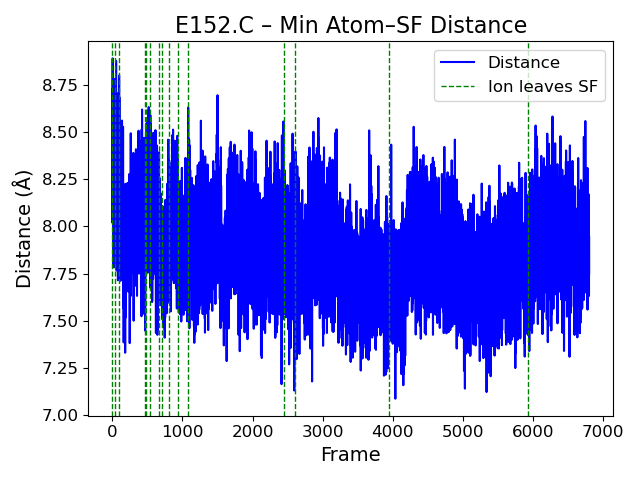 E152.C – Min Atom–SF Distance
Distance
Ion leaves SF
Distance (Å)
8.75
8.50
8.25
8.00
7.75
7.50
7.25
7.00
0 1000 2000 3000 4000 5000 6000 7000
Frame